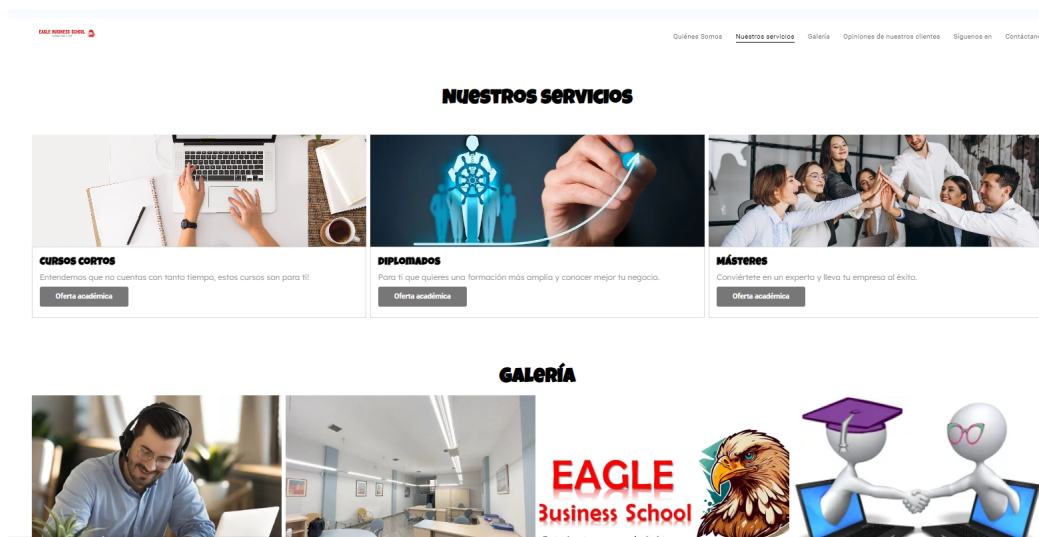 EAGLE BUSINESS SCHOOL
Quiénes Somos Nuestros servicios Galería Opiniones de nuestros clientes Síguenos en Contáctano
Nuestros servicios
Cursos cortos
Entendemos que no cuentas con tanto tiempo, estos cursos son para ti!
Oferta académica
Diplomados
Para ti que quieres una formación más amplia y conocer mejor tu negocio.
Oferta académica
Másteres
Conviértete en un experto y lleva tu empresa al éxito.
Oferta académica
Galería
EAGLE
Business School